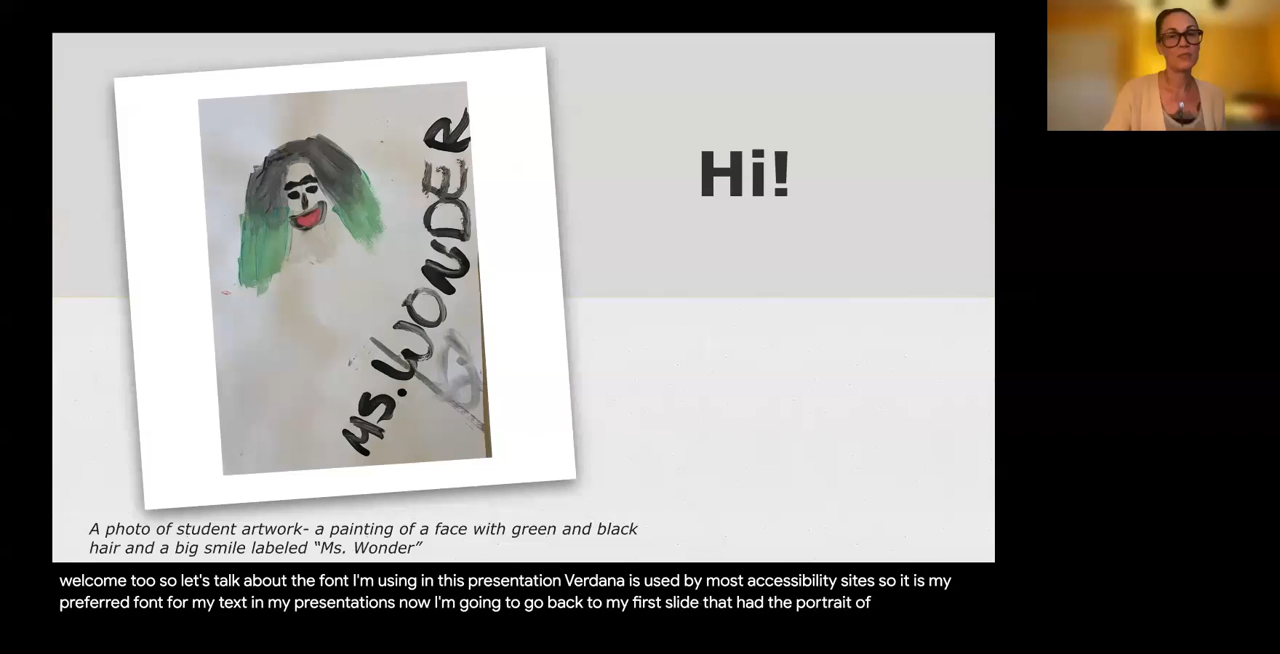 Hi!
MS. WONDER
A photo of student artwork- a painting of a face with green and black
hair and a big smile labeled “Ms. Wonder”
welcome too so let's talk about the font I'm using in this presentation Verdana is used by most accessibility sites so it is my
preferred font for my text in my presentations now I'm going to go back to my first slide that had the portrait of